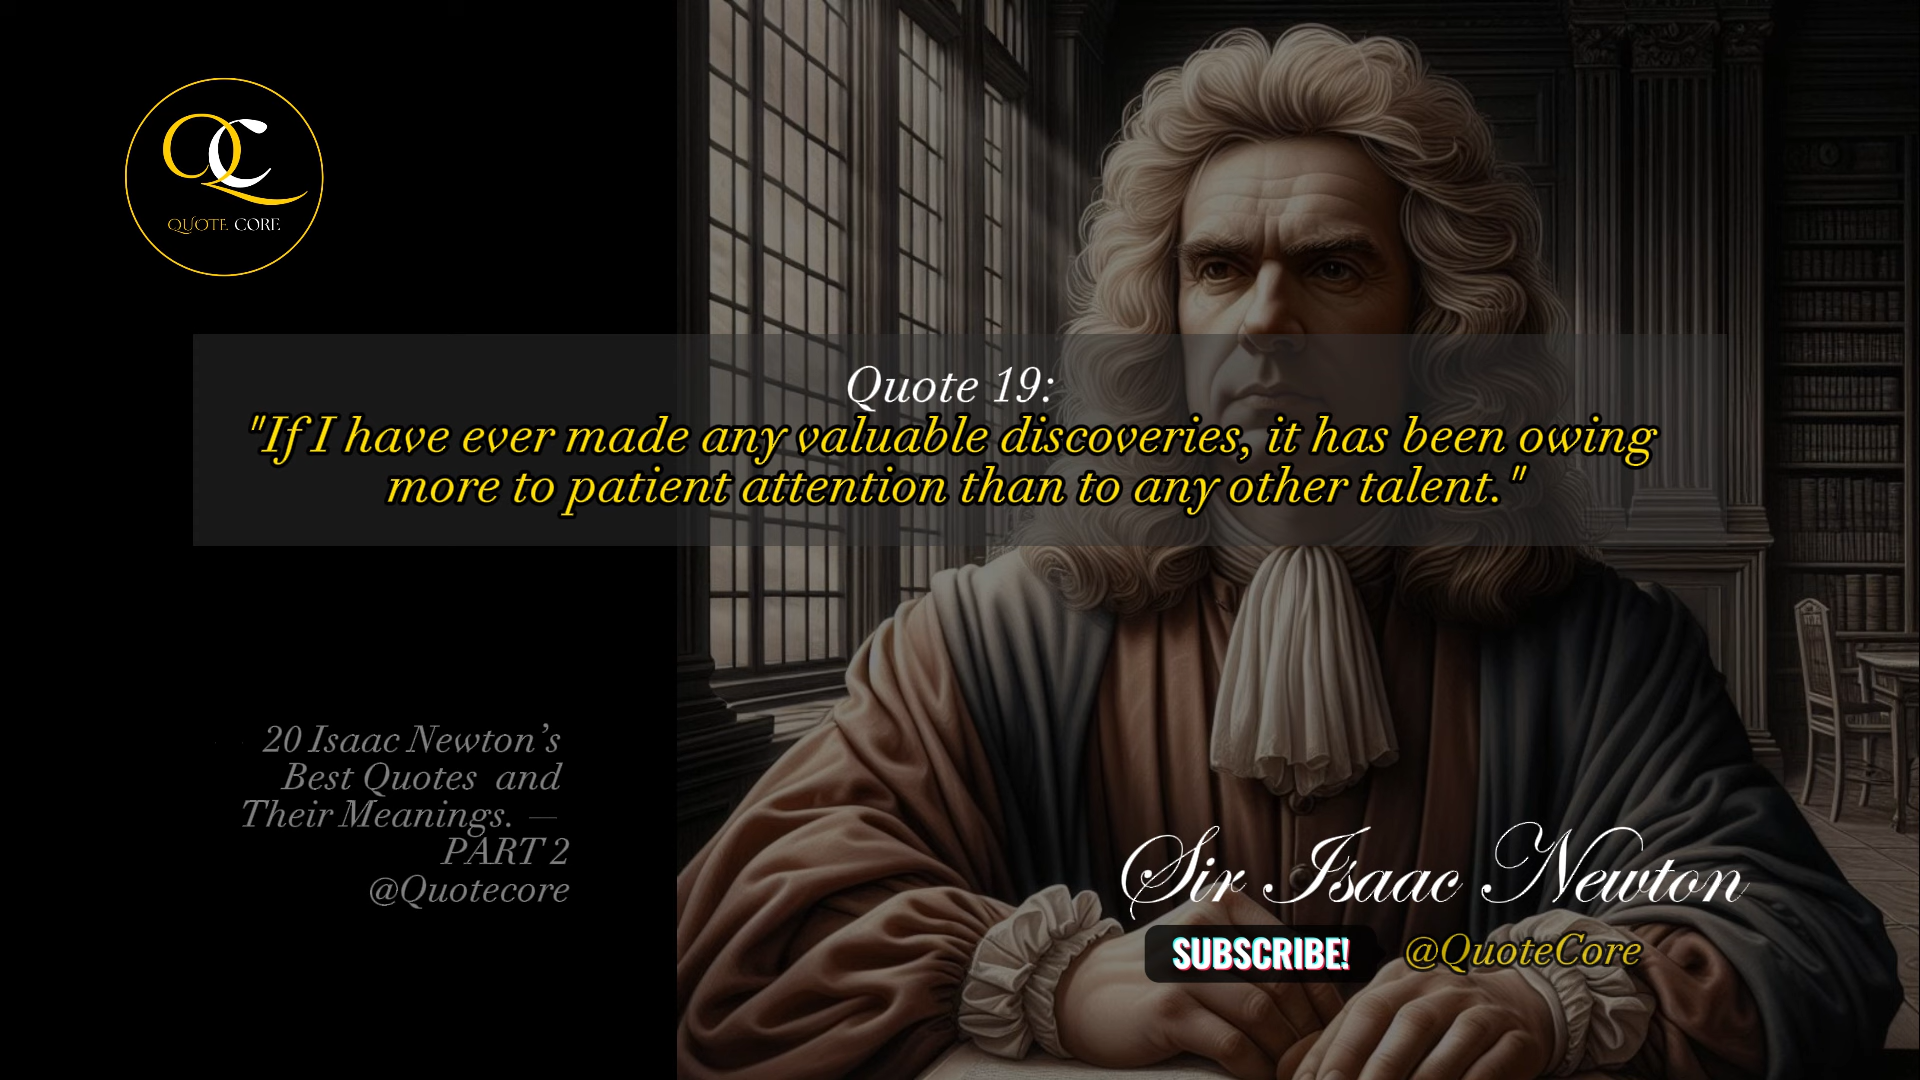 QC
QUOTE CORE
Quote 19:
"If I have ever made any valuable discoveries, it has been owing
more to patient attention than to any other talent."
20 Isaac Newton’s
Best Quotes and
Their Meanings. —
PART 2
@Quotecore
Sir Isaac Newton
SUBSCRIBE!
@QuoteCore